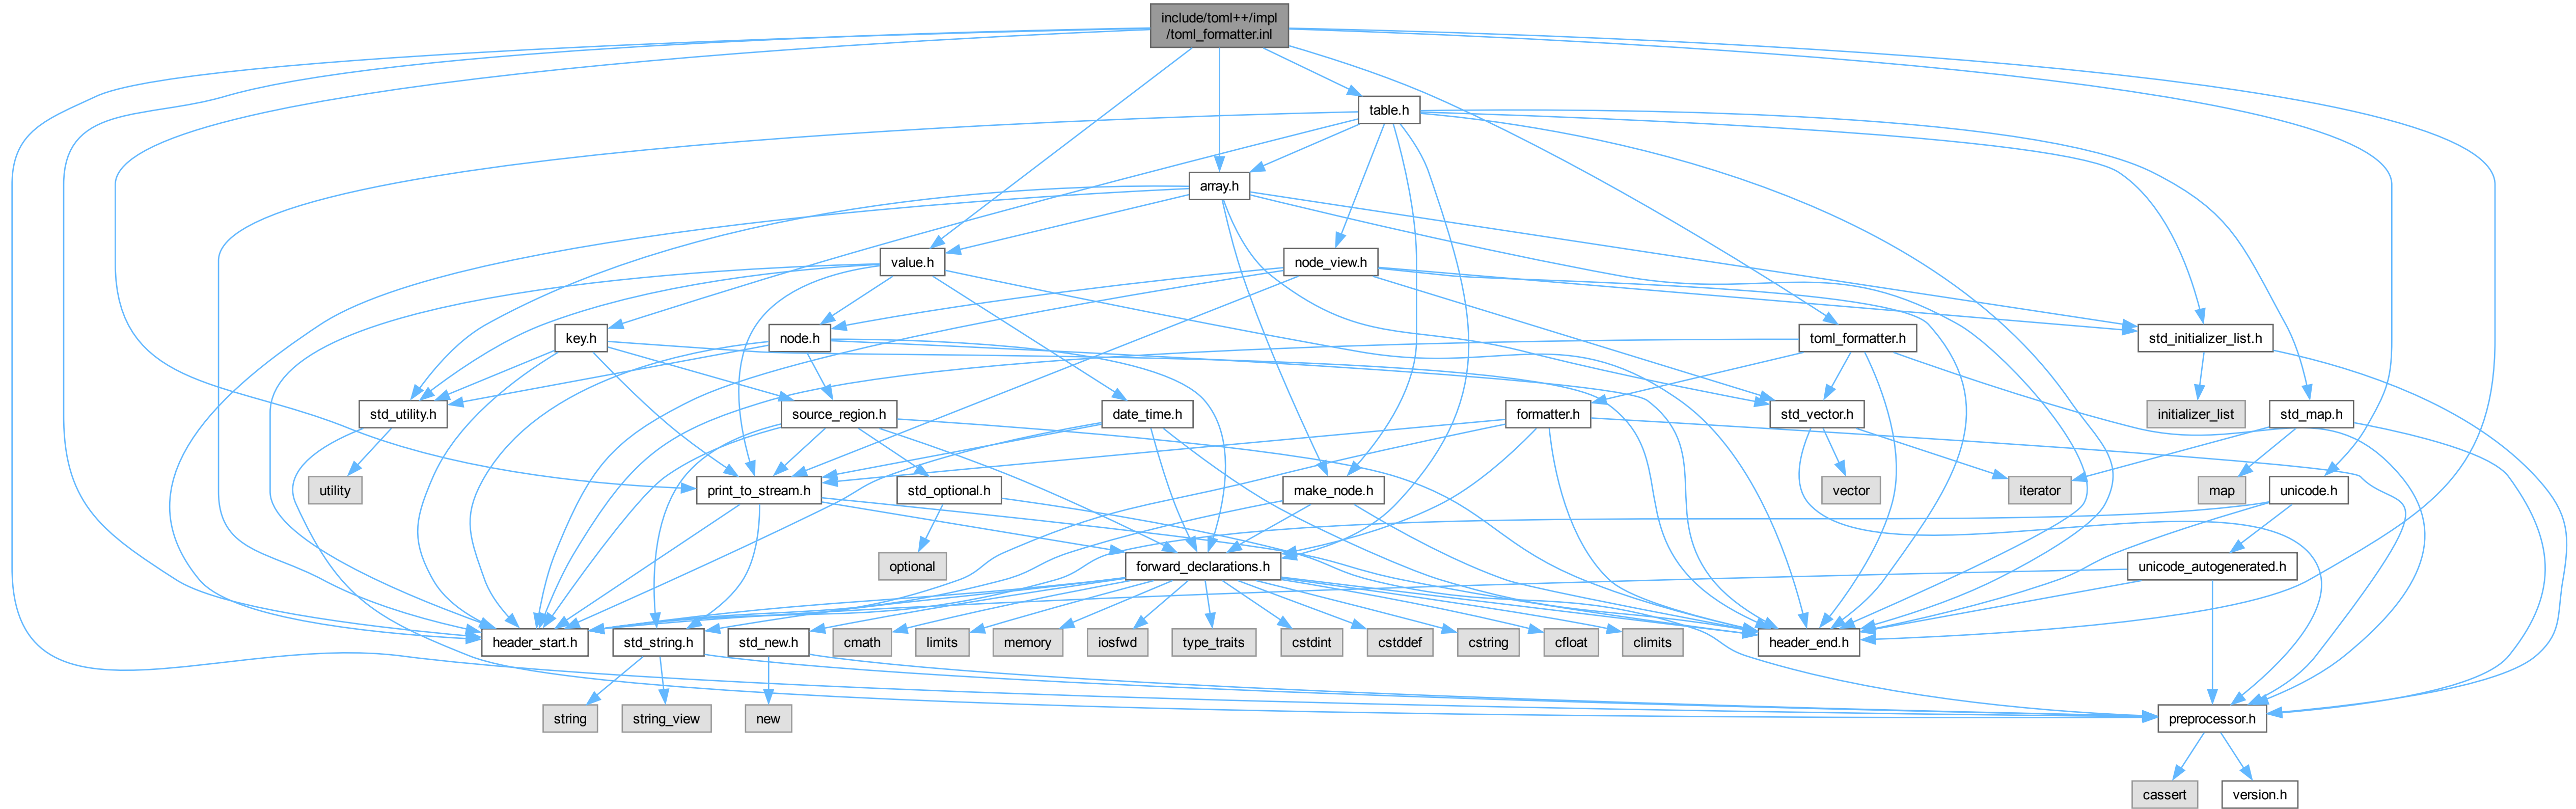 include/toml++/impl
/toml_formatter.inl
table.h
array.h
value.h
node_view.h
key.h
node.h
toml_formatter.h
std_initializer_list.h
std_utility.h
source_region.h
date_time.h
formatter.h
std_vector.h
initializer_list
std_map.h
utility
print_to_stream.h
std_optional.h
make_node.h
vector
iterator
map
unicode.h
optional
forward_declarations.h
unicode_autogenerated.h
header_start.h
std_string.h
std_new.h
cmath
limits
memory
iosfwd
type_traits
cstdint
cstddef
cstring
cfloat
climits
header_end.h
string
string_view
new
preprocessor.h
cassert
version.h